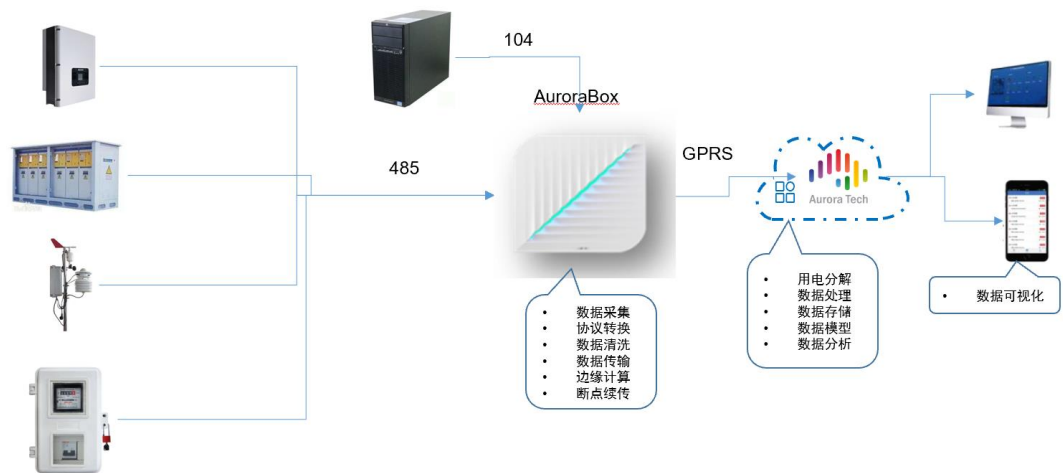 104
AuroraBox
485
GPRS
Aurora Tech
• 数据采集
• 协议转换
• 数据清洗
• 数据传输
• 边缘计算
• 断点续传
• 用电分解
• 数据处理
• 数据存储
• 数据模型
• 数据分析
• 数据可视化